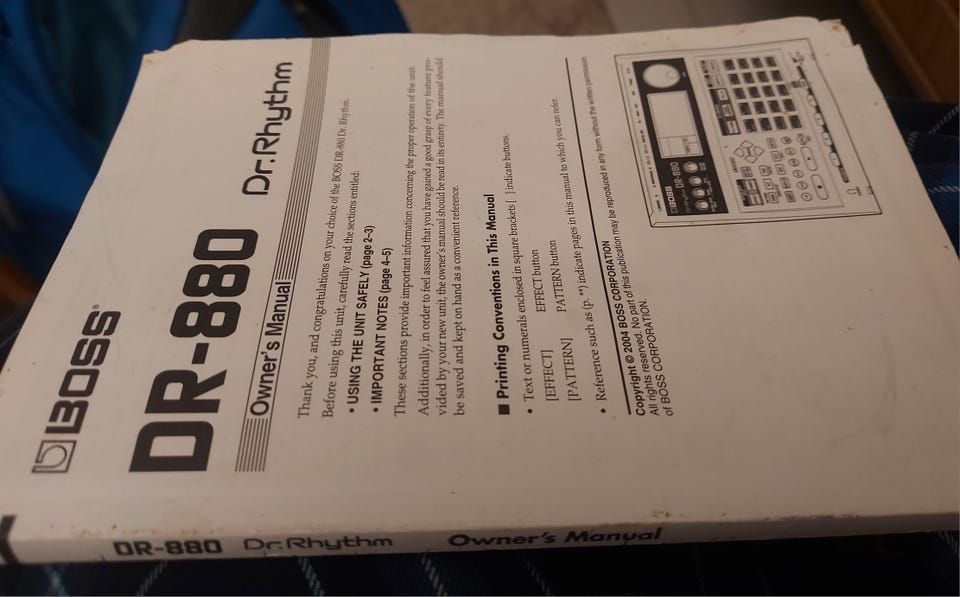 BOSS®
DR-880
Dr.Rhythm
Owner's Manual
Thank you, and congratulations on your choice of the BOSS DR-880 Dr. Rhythm.
Before using this unit, carefully read the sections entitled:
• USING THE UNIT SAFELY (page 2–3)
• IMPORTANT NOTES (page 4–5)
These sections provide important information concerning the proper operation of the unit.
Additionally, in order to feel assured that you have gained a good grasp of every feature pro-
vided by your new unit, the owner's manual should be read in its entirety. The manual should
be saved and kept on hand as a convenient reference.
■ Printing Conventions in This Manual
• Text or numerals enclosed in square brackets [ ] indicate buttons.
[EFFECT] EFFECT button
[PATTERN] PATTERN button
• Reference such as (p. **) indicate pages in this manual to which you can refer.
Copyright © 2004 BOSS CORPORATION
All rights reserved. No part of this publication may be reproduced in any form without the written permission
of BOSS CORPORATION.
BOSS
DR-880
DR-880 Dr.Rhythm Owner's Manual